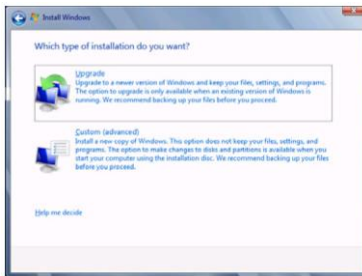 Install Windows
Which type of installation do you want?
Upgrade
Upgrade to a newer version of Windows and keep your files, settings, and programs.
The option to upgrade is only available when an existing version of Windows is
running. We recommend backing up your files before you proceed.
Custom (advanced)
Install a new copy of Windows. This option does not keep your files, settings, and
programs. The option to make changes to disks and partitions is available when you
start your computer using the installation disc. We recommend backing up your files
before you proceed.
Help me decide